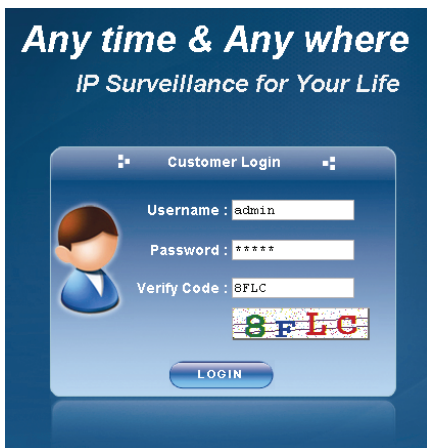 Any time & Any where
IP Surveillance for Your Life
Customer Login
Username : admin
Password : *****
Verify Code : 8FLC
8FLC
LOGIN